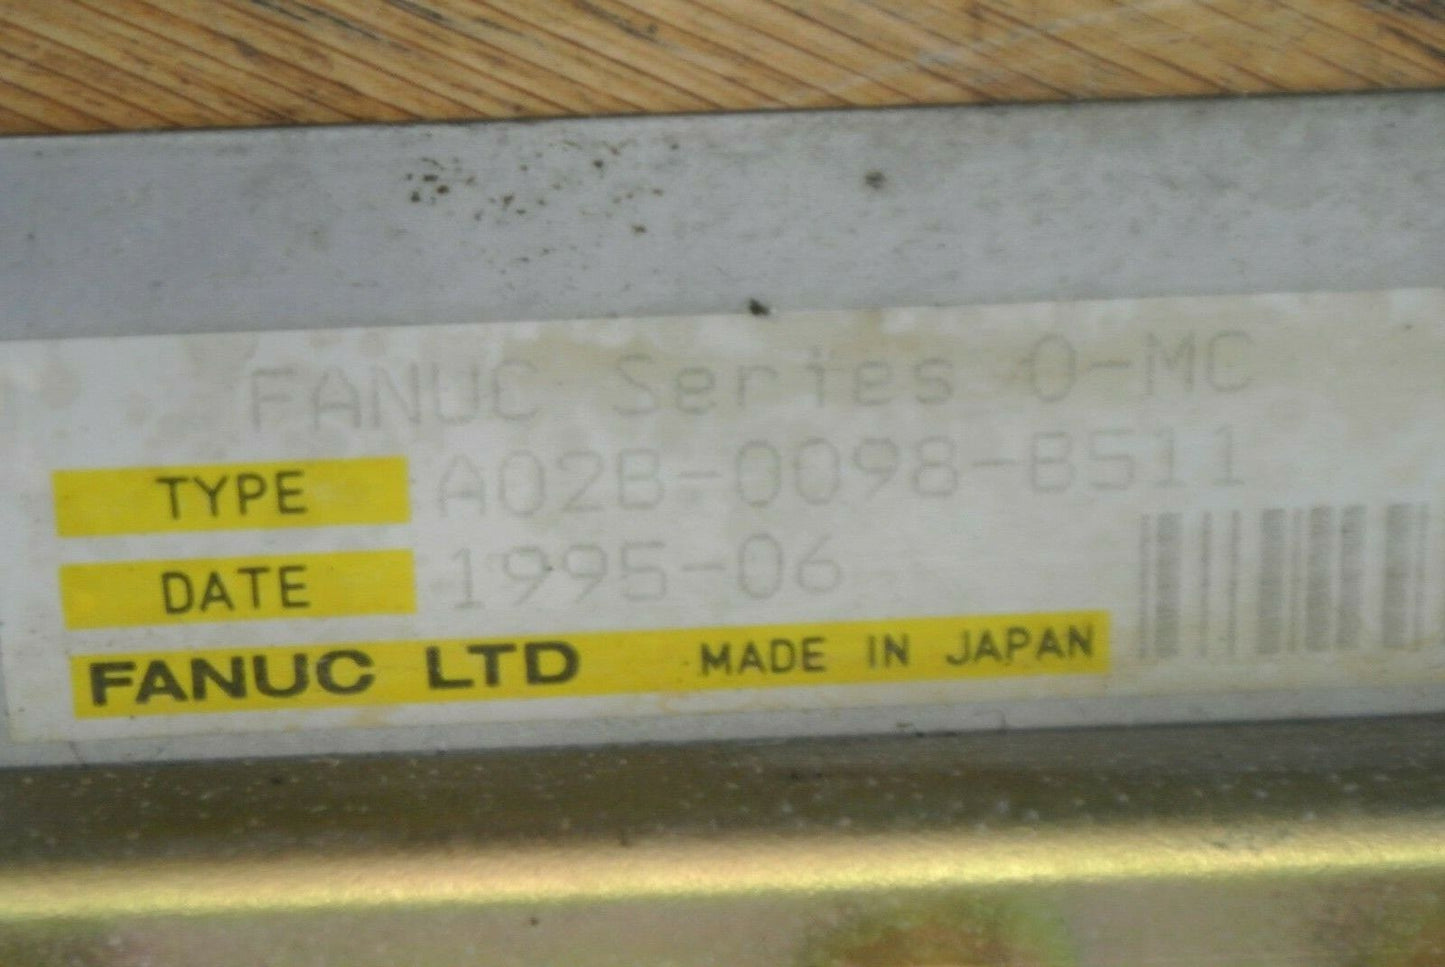 FANUC Series 0-MC
TYPE A02B-0098-B511
DATE 1995-06
FANUC LTD MADE IN JAPAN